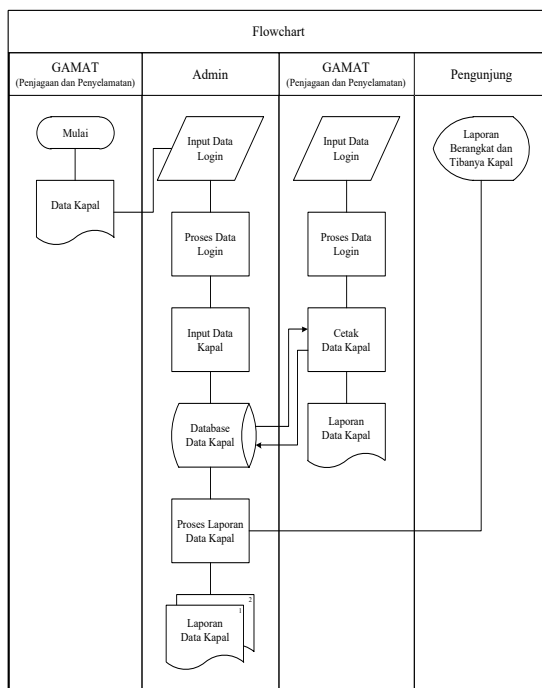 Flowchart
GAMAT
(Penjagaan dan Penyelamatan)
Admin
GAMAT
(Penjagaan dan Penyelamatan)
Pengunjung
Mulai
Data Kapal
Input Data
Login
Proses Data
Login
Input Data
Kapal
Database
Data Kapal
Proses Laporan
Data Kapal
2
1
Laporan
Data Kapal
Input Data
Login
Proses Data
Login
Cetak
Data Kapal
Laporan
Data Kapal
Laporan
Berangkat dan
Tibanya Kapal